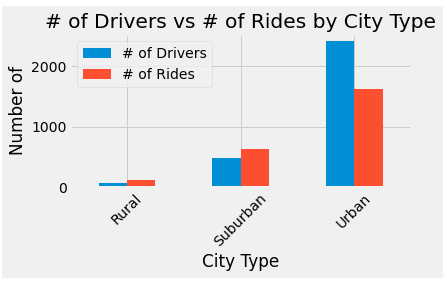 # of Drivers vs # of Rides by City Type
# of Drivers
# of Rides
Number of
2000
1000
0
Rural
Suburban
Urban
City Type